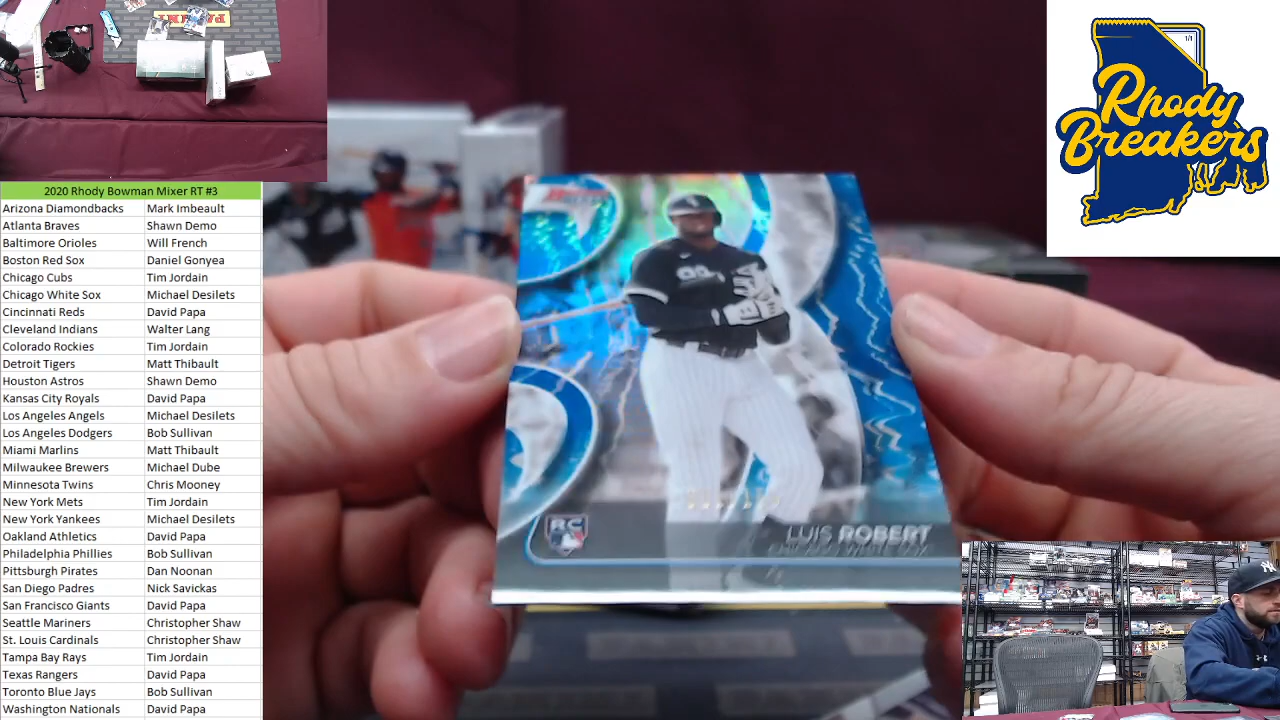 PANINI
1/1
Rhody
Breakers
2020 Rhody Bowman Mixer RT #3
Arizona Diamondbacks Mark Imbeault
Atlanta Braves Shawn Demo
Baltimore Orioles Will French
Boston Red Sox Daniel Gonyea
Chicago Cubs Tim Jordain
Chicago White Sox Michael Desilets
Cincinnati Reds David Papa
Cleveland Indians Walter Lang
Colorado Rockies Tim Jordain
Detroit Tigers Matt Thibault
Houston Astros Shawn Demo
Kansas City Royals David Papa
Los Angeles Angels Michael Desilets
Los Angeles Dodgers Bob Sullivan
Miami Marlins Matt Thibault
Milwaukee Brewers Michael Dube
Minnesota Twins Chris Mooney
New York Mets Tim Jordain
New York Yankees Michael Desilets
Oakland Athletics David Papa
Philadelphia Phillies Bob Sullivan
Pittsburgh Pirates Dan Noonan
San Diego Padres Nick Savickas
San Francisco Giants David Papa
Seattle Mariners Christopher Shaw
St. Louis Cardinals Christopher Shaw
Tampa Bay Rays Tim Jordain
Texas Rangers David Papa
Toronto Blue Jays Bob Sullivan
Washington Nationals David Papa
RC
LUIS ROBERT
CHICAGO WHITE SOX